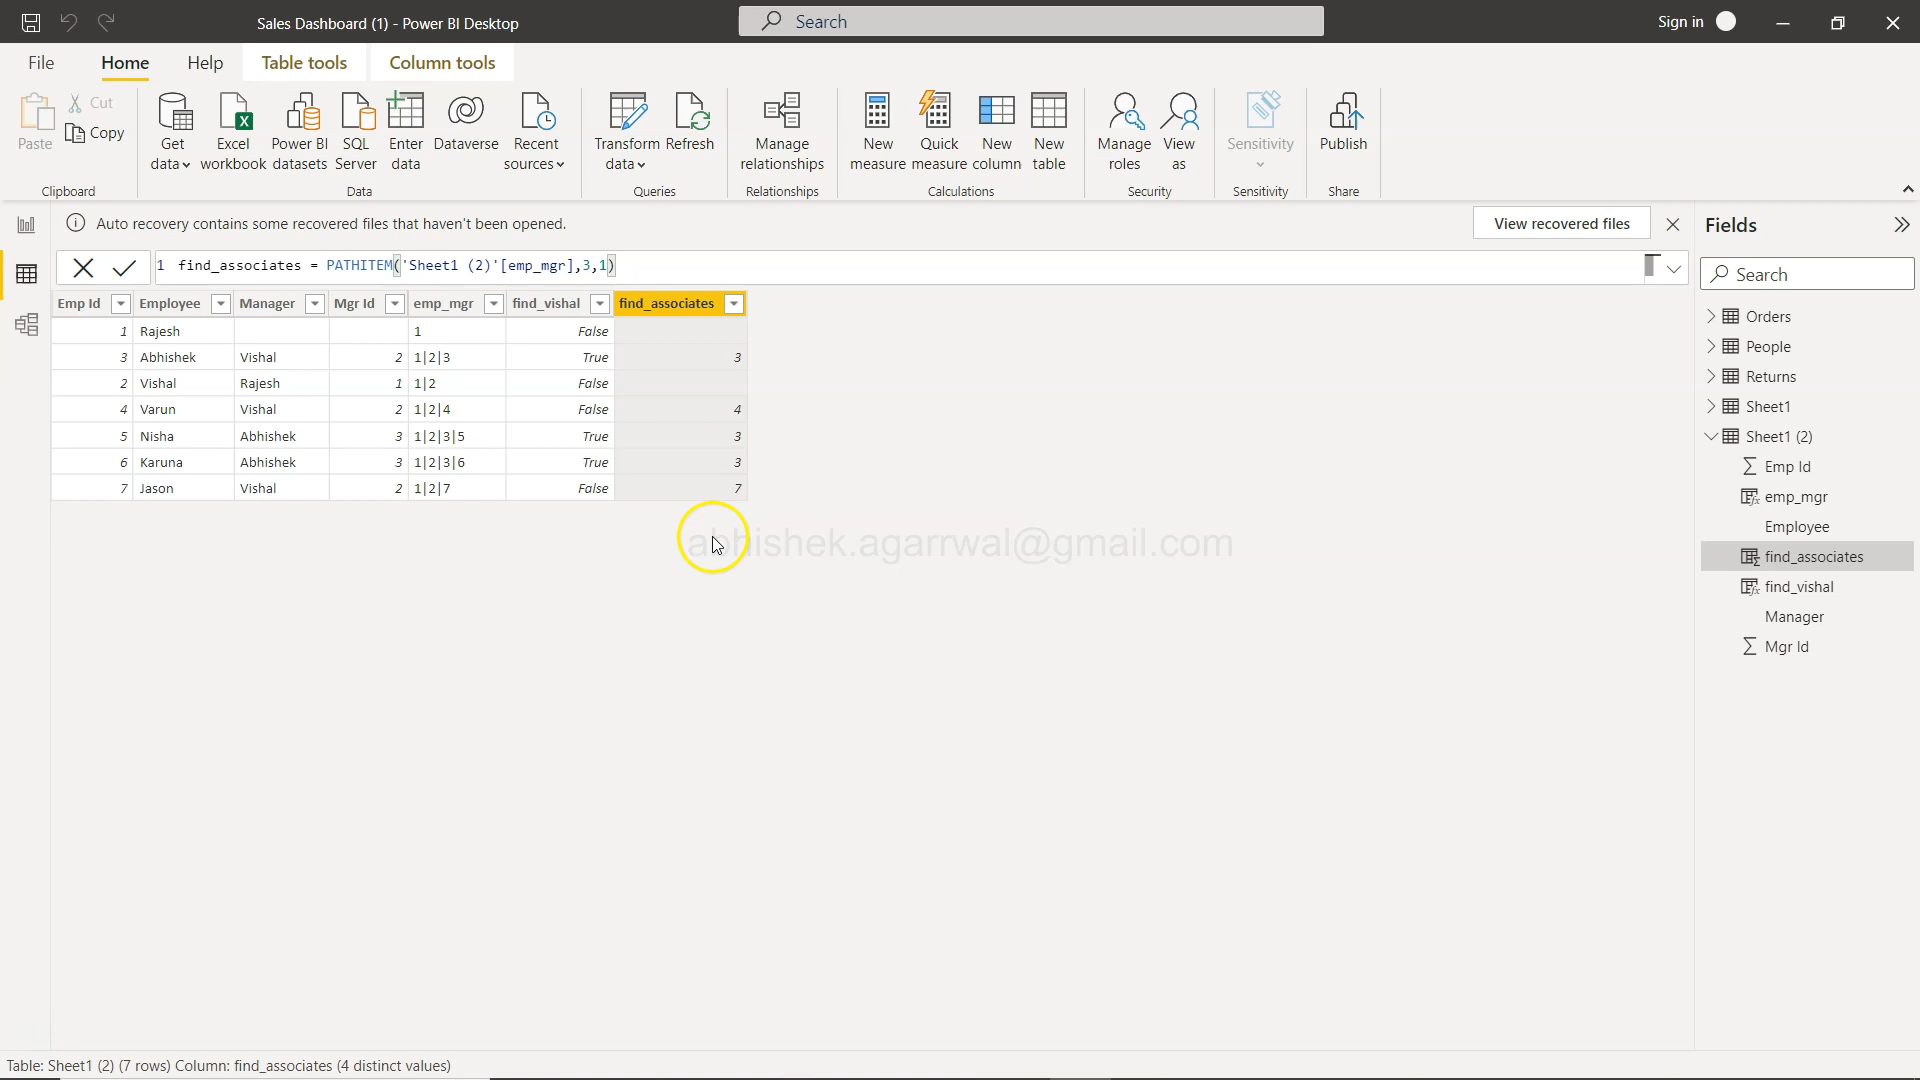 Sales Dashboard (1) - Power BI Desktop
Search
Sign in
File
Home
Help
Table tools
Column tools
Paste
Cut
Copy
Clipboard
Get data
Excel workbook
Power BI datasets
SQL Server
Enter data
Dataverse
Recent sources
Data
Transform data
Refresh
Queries
Manage relationships
Relationships
New measure
Quick measure
New column
New table
Calculations
Manage roles
View as
Security
Sensitivity
Sensitivity
Publish
Share
Auto recovery contains some recovered files that haven't been opened.
View recovered files
1 find_associates = PATHITEM('Sheet1 (2)'[emp_mgr],3,1)
Emp Id Employee Manager Mgr Id emp_mgr find_vishal find_associates
1 Rajesh 1 False
3 Abhishek Vishal 2 1|2|3 True 3
2 Vishal Rajesh 1 1|2 False
4 Varun Vishal 2 1|2|4 False 4
5 Nisha Abhishek 3 1|2|3|5 True 3
6 Karuna Abhishek 3 1|2|3|6 True 3
7 Jason Vishal 2 1|2|7 False 7
abhishek.agarrwal@gmail.com
Fields
Search
Orders
People
Returns
Sheet1
Sheet1 (2)
Emp Id
emp_mgr
Employee
find_associates
find_vishal
Manager
Mgr Id
Table: Sheet1 (2) (7 rows) Column: find_associates (4 distinct values)